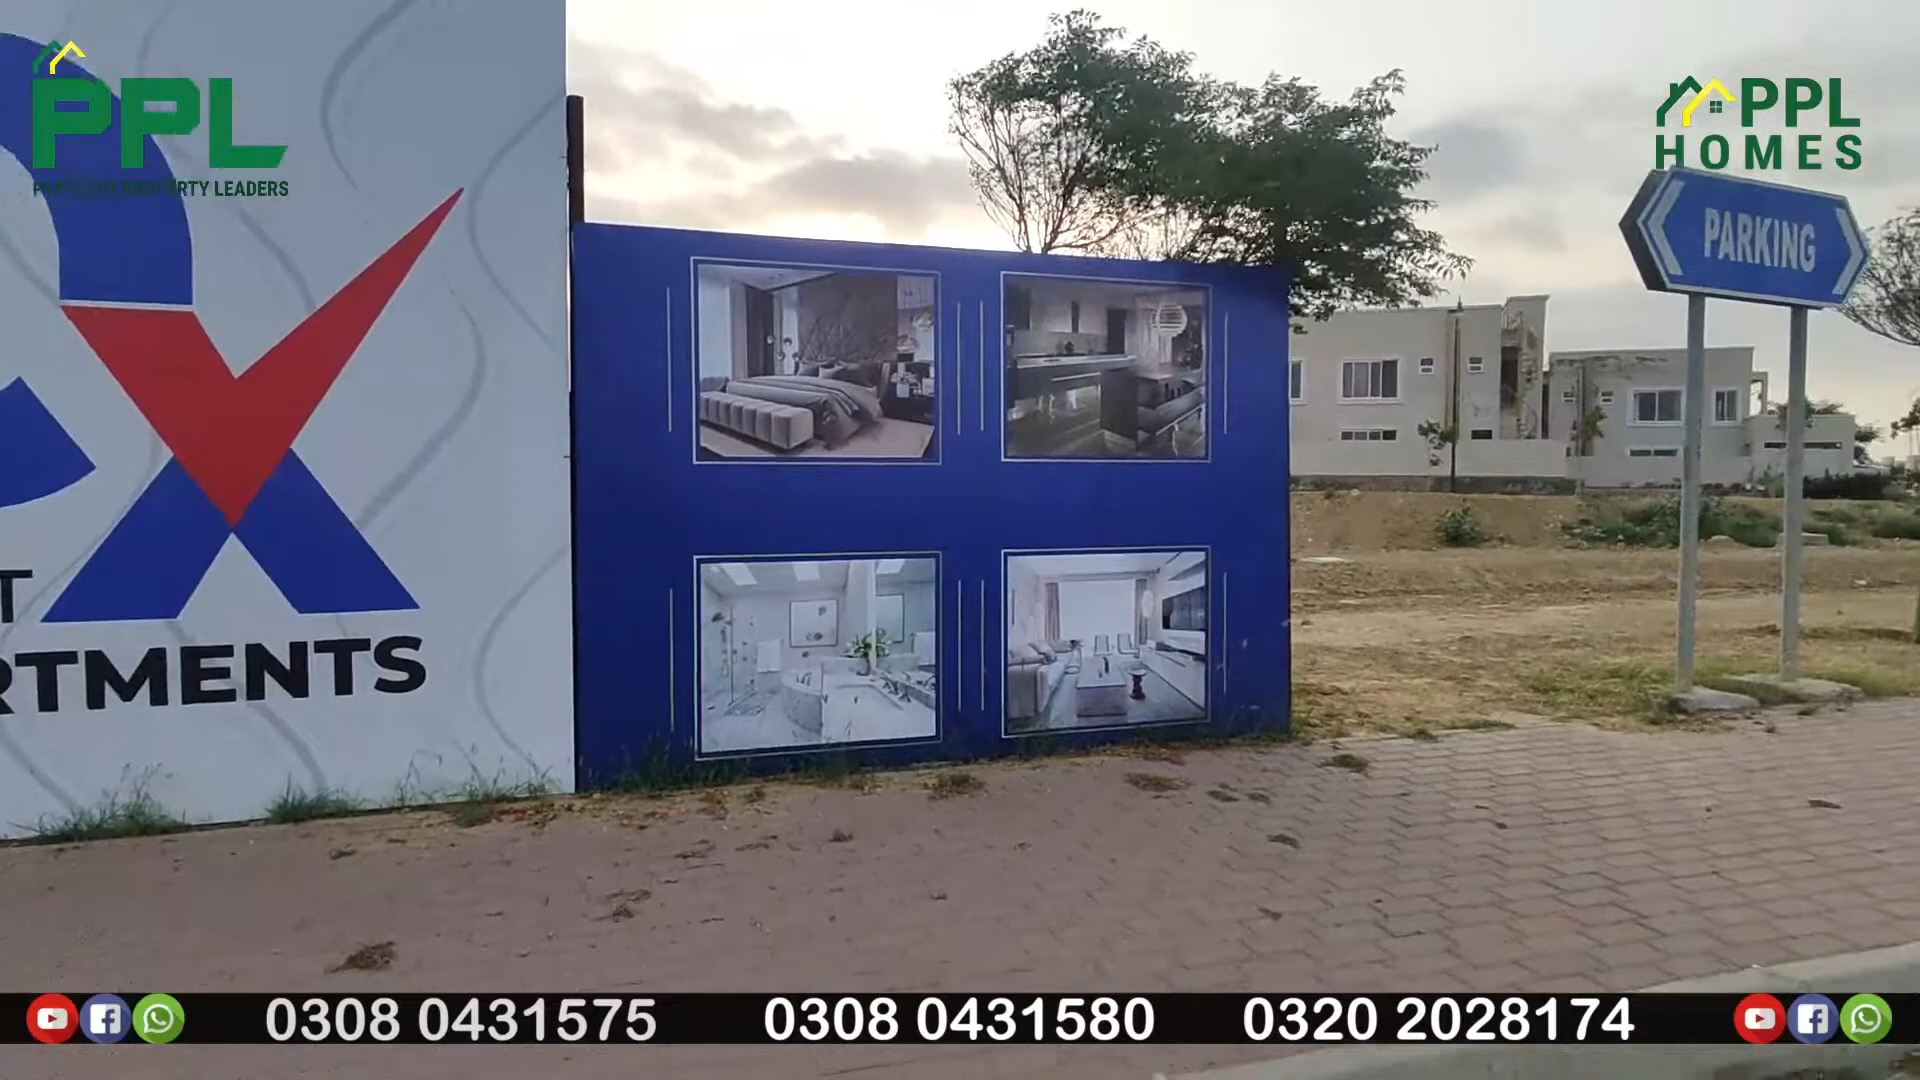 PPL
PAKISTAN PROPERTY LEADERS
PPL
HOMES
PARKING
X
T
RTMENTS
0308 0431575
0308 0431580
0320 2028174